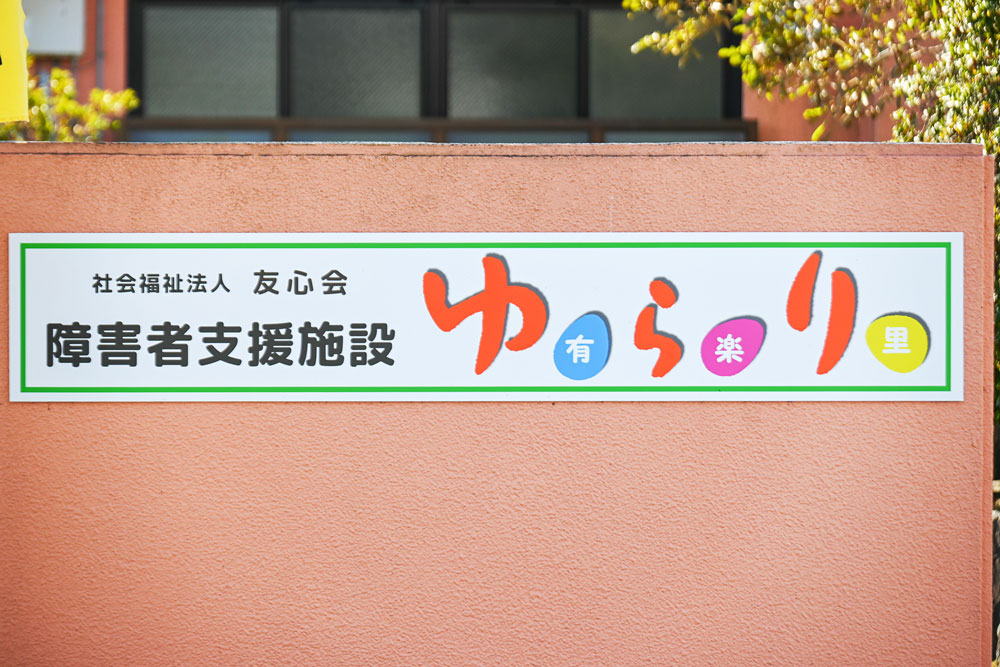 社会福祉法人 友心会
障害者支援施設
ゆらり
有楽里